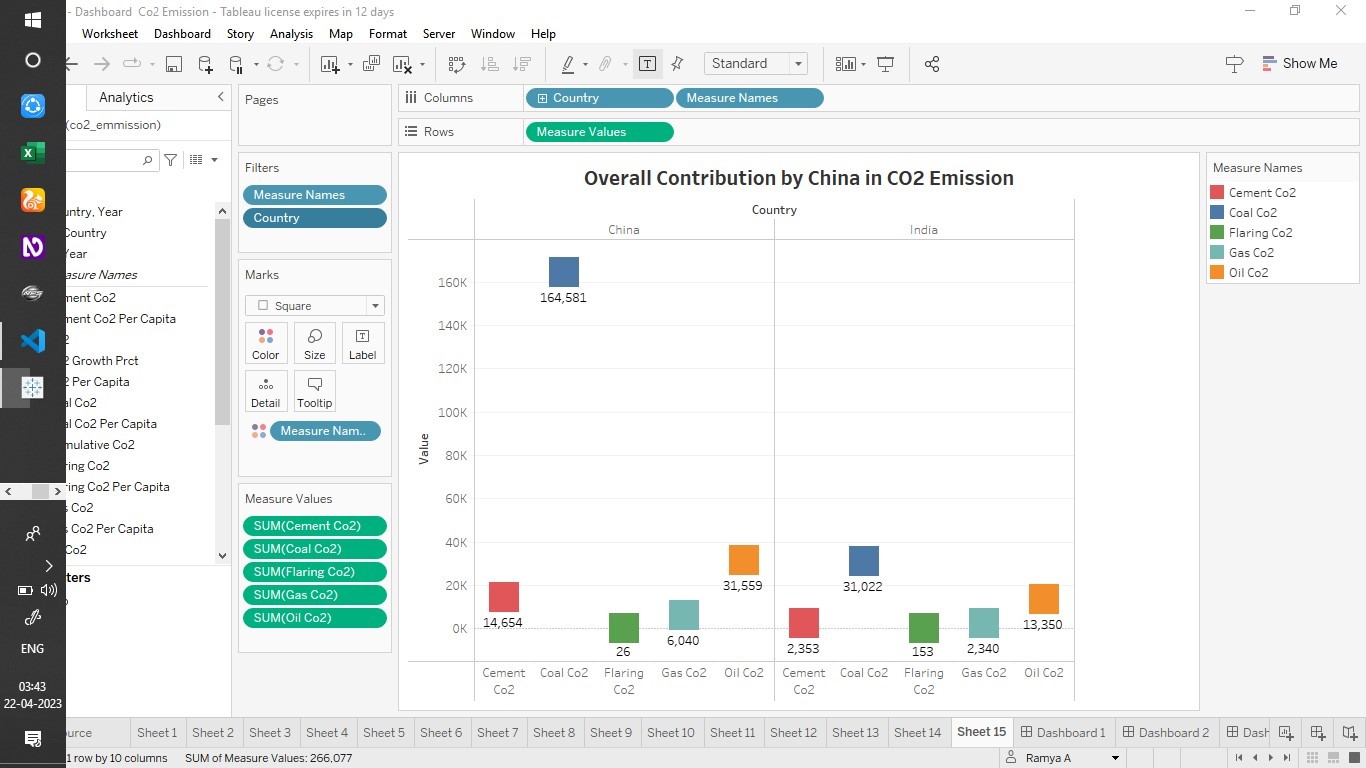 - Dashboard Co2 Emission - Tableau license expires in 12 days
Worksheet Dashboard Story Analysis Map Format Server Window Help
Standard
Show Me
Analytics
(co2_emmission)
untry, Year
Country
Year
asure Names
ment Co2
ment Co2 Per Capita
2
2 Growth Prct
2 Per Capita
al Co2
al Co2 Per Capita
mulative Co2
ring Co2
ring Co2 Per Capita
s Co2
s Co2 Per Capita
Co2
ters
Pages
Filters
Measure Names
Country
Marks
Square
Color Size Label
Detail Tooltip
Measure Nam..
Measure Values
SUM(Cement Co2)
SUM(Coal Co2)
SUM(Flaring Co2)
SUM(Gas Co2)
SUM(Oil Co2)
Columns Country Measure Names
Rows Measure Values
Overall Contribution by China in CO2 Emission
Country
China India
Value
160K
140K
120K
100K
80K
60K
40K
20K
0K
164,581
14,654
26
6,040
31,559
2,353
31,022
153
2,340
13,350
Cement Co2 Coal Co2 Flaring Co2 Gas Co2 Oil Co2 Cement Co2 Coal Co2 Flaring Co2 Gas Co2 Oil Co2
Measure Names
Cement Co2
Coal Co2
Flaring Co2
Gas Co2
Oil Co2
ENG
03:43
22-04-2023
ource Sheet 1 Sheet 2 Sheet 3 Sheet 4 Sheet 5 Sheet 6 Sheet 7 Sheet 8 Sheet 9 Sheet 10 Sheet 11 Sheet 12 Sheet 13 Sheet 14 Sheet 15 Dashboard 1 Dashboard 2 Dash
1 row by 10 columns SUM of Measure Values: 266,077 Ramya A